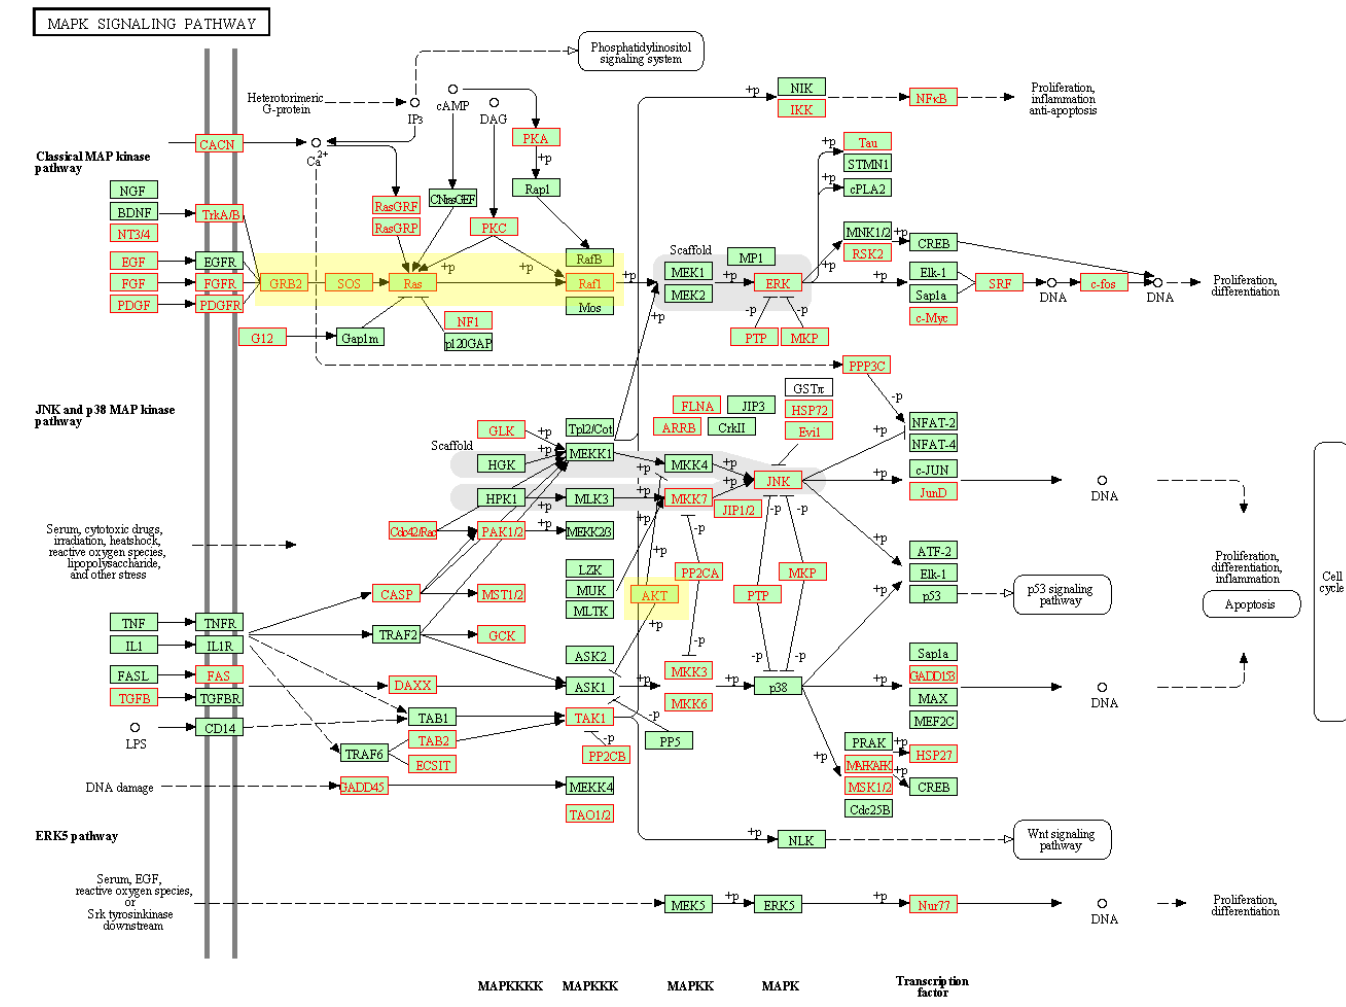 MAPK SIGNALING PATHWAY
Phosphatidylinositol
signaling system
Heterotorimeric
G-protein
IP3
cAMP
DAG
+p
NIK
IKK
NFκB
Proliferation,
inflammation
anti-apoptosis
CACN
Ca2+
PKA
+p
Rap1
+p
Tau
STMN1
+p
cPLA2
Classical MAP kinase
pathway
NGF
BDNF
NT3/4
TrkA/B
RasGRF
RasGRP
CNrasGEF
PKC
EGF
EGFR
FGF
FGFR
PDGF
PDGFR
GRB2
SOS
Ras
+p
+p
RafB
Raf1
Mos
+p
Scaffold
MEK1
MEK2
MP1
+p
ERK
+p
MNK1/2
RSK2
+p
CREB
+p
Elk-1
Sap1a
c-Myc
SRF
DNA
c-fos
DNA
Proliferation,
differentiation
G12
Gap1m
NF1
p120GAP
+p
-p
-p
PTP
MKP
PPP3C
-p
JNK and p38 MAP kinase
pathway
Scaffold
GLK
+p
HGK
+p
Tpl2/Cot
MEKK1
FLNA
JIP3
ARRB
CrkII
GSTπ
HSP72
Evi1
NFAT-2
NFAT-4
+p
MKK4
+p
JNK
+p
c-JUN
JunD
DNA
HPK1
+p
MLK3
+p
MKK7
+p
JIP1/2
Cdc42/Rac
PAK1/2
+p
MEKK2/3
+p
+p
-p
-p
-p
Serum, cytotoxic drugs,
irradiation, heatshock,
reactive oxygen species,
lipopolysaccharide,
and other stress
LZK
MUK
MLTK
+p
PP2CA
AKT
+p
PTP
MKP
+p
ATF-2
Elk-1
p53
p53 signaling
pathway
Proliferation,
differentiation,
inflammation
Apoptosis
Cell
cycle
CASP
MST1/2
TNF
TNFR
IL1
IL1R
TRAF2
GCK
ASK2
-p
-p
-p
+p
FASL
FAS
DAXX
ASK1
+p
MKK3
MKK6
+p
p38
+p
Sap1a
GADD153
MAX
MEF2C
DNA
TGFB
TGFBR
LPS
CD14
TAB1
TAK1
-p
PP5
TRAF6
TAB2
ECSIT
-p
PP2CB
+p
PRAK
MAPKAPK
MSK1/2
Cdc25B
+p
+p
HSP27
CREB
DNA damage
GADD45
MEKK4
TAO1/2
ERK5 pathway
+p
NLK
Wnt signaling
pathway
Serum, EGF,
reactive oxygen species,
or
Srk tyrosinkinase
downstream
MEK5
+p
ERK5
+p
Nur77
DNA
Proliferation,
differentiation
MAPKKKK
MAPKKK
MAPKK
MAPK
Transcription
factor